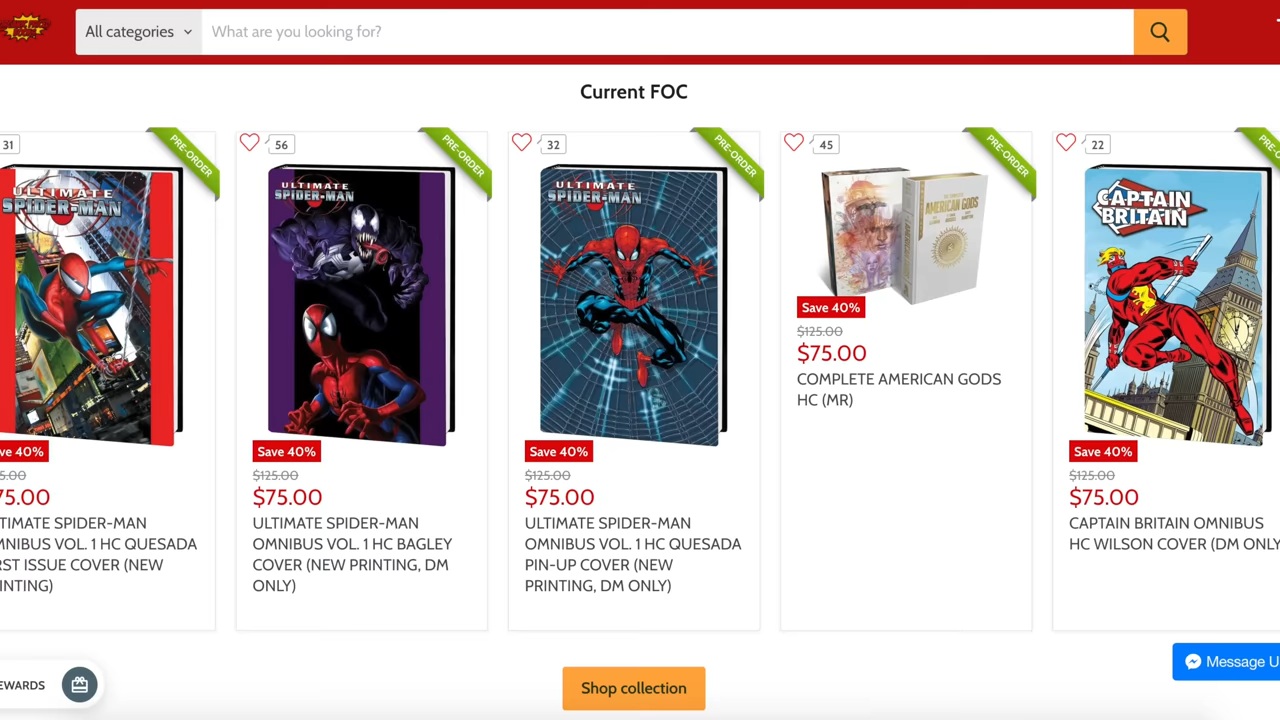 All categories
What are you looking for?
Current FOC
31
PRE-ORDER
ULTIMATE
SPIDER-MAN
ve 40%
5.00
75.00
TIMATE SPIDER-MAN
MNIBUS VOL. 1 HC QUESADA
RST ISSUE COVER (NEW
INTING)
56
PRE-ORDER
ULTIMATE
SPIDER-MAN
Save 40%
$125.00
$75.00
ULTIMATE SPIDER-MAN
OMNIBUS VOL. 1 HC BAGLEY
COVER (NEW PRINTING, DM
ONLY)
32
PRE-ORDER
ULTIMATE
SPIDER-MAN
Save 40%
$125.00
$75.00
ULTIMATE SPIDER-MAN
OMNIBUS VOL. 1 HC QUESADA
PIN-UP COVER (NEW
PRINTING, DM ONLY)
45
PRE-ORDER
AMERICAN GODS
Save 40%
$125.00
$75.00
COMPLETE AMERICAN GODS
HC (MR)
22
PRE-O
CAPTAIN
BRITAIN
Save 40%
$125.00
$75.00
CAPTAIN BRITAIN OMNIBUS
HC WILSON COVER (DM ONLY
EWARDS
Message U
Shop collection